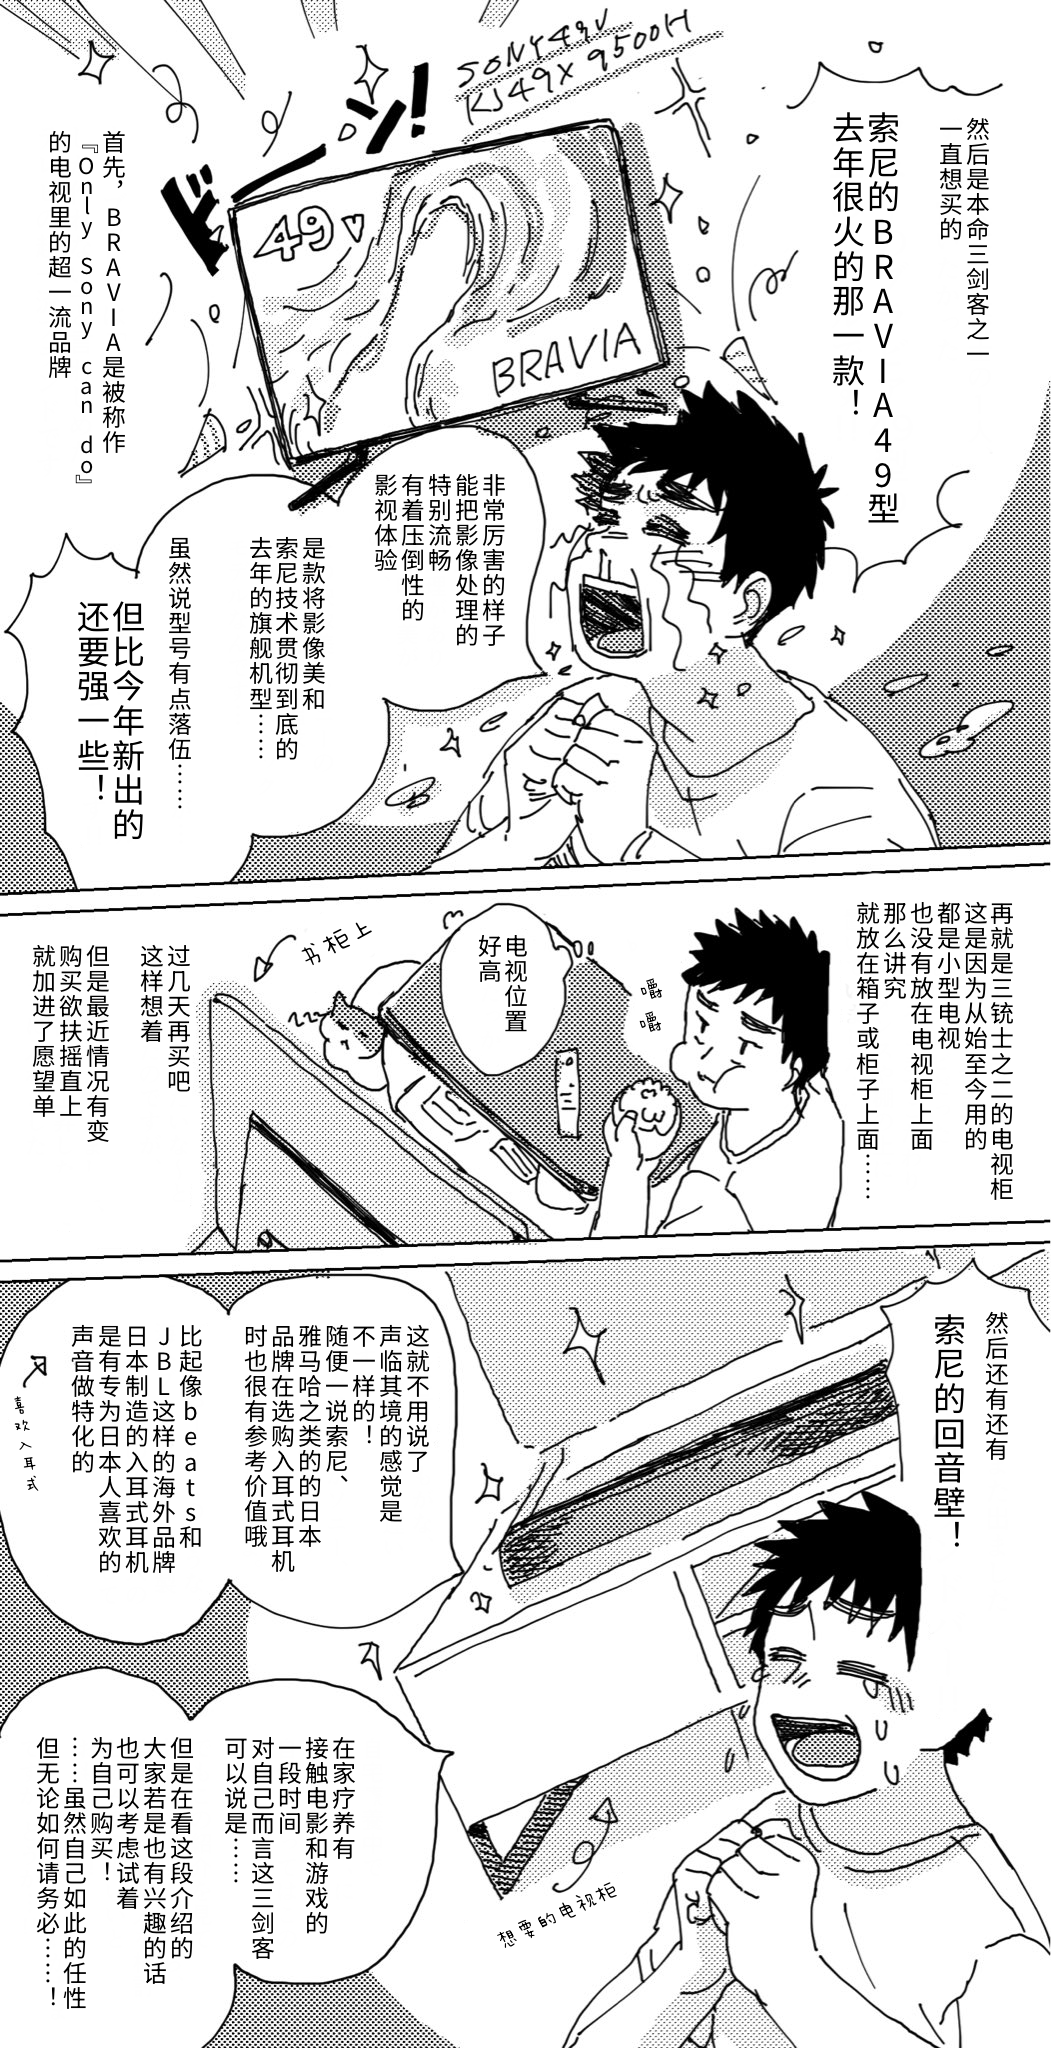 然后是本命三剑客之一
一直想买的
索尼的BRAVIA49型
去年很火的那一款！
SONY49V
KJ49X9500H
ドン！
49V
BRAVIA
首先，BRAVIA是被称作
『Only Sony can do』
的电视里的超一流品牌
非常厉害的样子
能把影像处理的
特别流畅
有着压倒性的
影视体验
是款将影像美和
索尼技术贯彻到底的
去年的旗舰机型……
虽然说型号有点落伍……
但比今年新出的
还要强一些！
再就是三铳士之二的电视柜
这是因为从始至今用的
都是小型电视
也没有放在电视柜上面
那么讲究
就放在箱子或柜子上面……
嚼
嚼
电视位置
好高
书柜上
过几天再买吧
这样想着
但是最近情况有变
购买欲扶摇直上
就加进了愿望单
然后还有还有
索尼的回音壁！
这就不用说了
声临其境的感觉是
不一样的！
随便一说索尼、
雅马哈之类的的日本
品牌在选购入耳式耳机
时也很有参考价值哦
比起像beats和
JBL这样的海外品牌
日本制造的入耳式耳机
是有专为日本人喜欢的
声音做特化的
喜欢入耳式
想要的电视柜
在家疗养有
接触电影和游戏的
一段时间
对自己而言这三剑客
可以说是……
但是在看这段介绍的
大家若是也有兴趣的话
也可以考虑试着
为自己购买！
……虽然自己如此的任性
但无论如何请务必……！